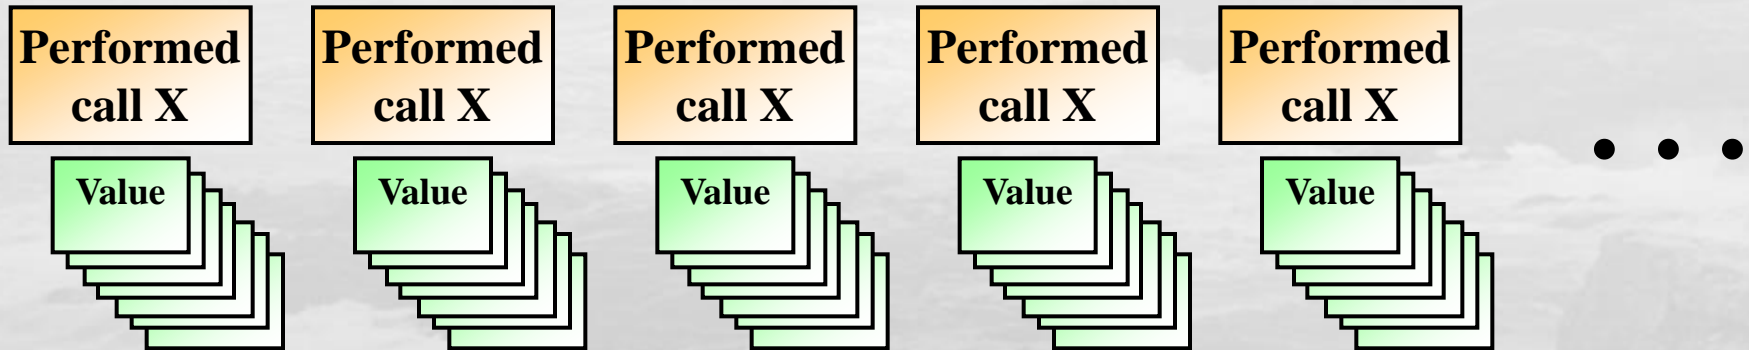 Performed
call X
Performed
call X
Performed
call X
Performed
call X
Performed
call X
Value
Value
Value
Value
Value